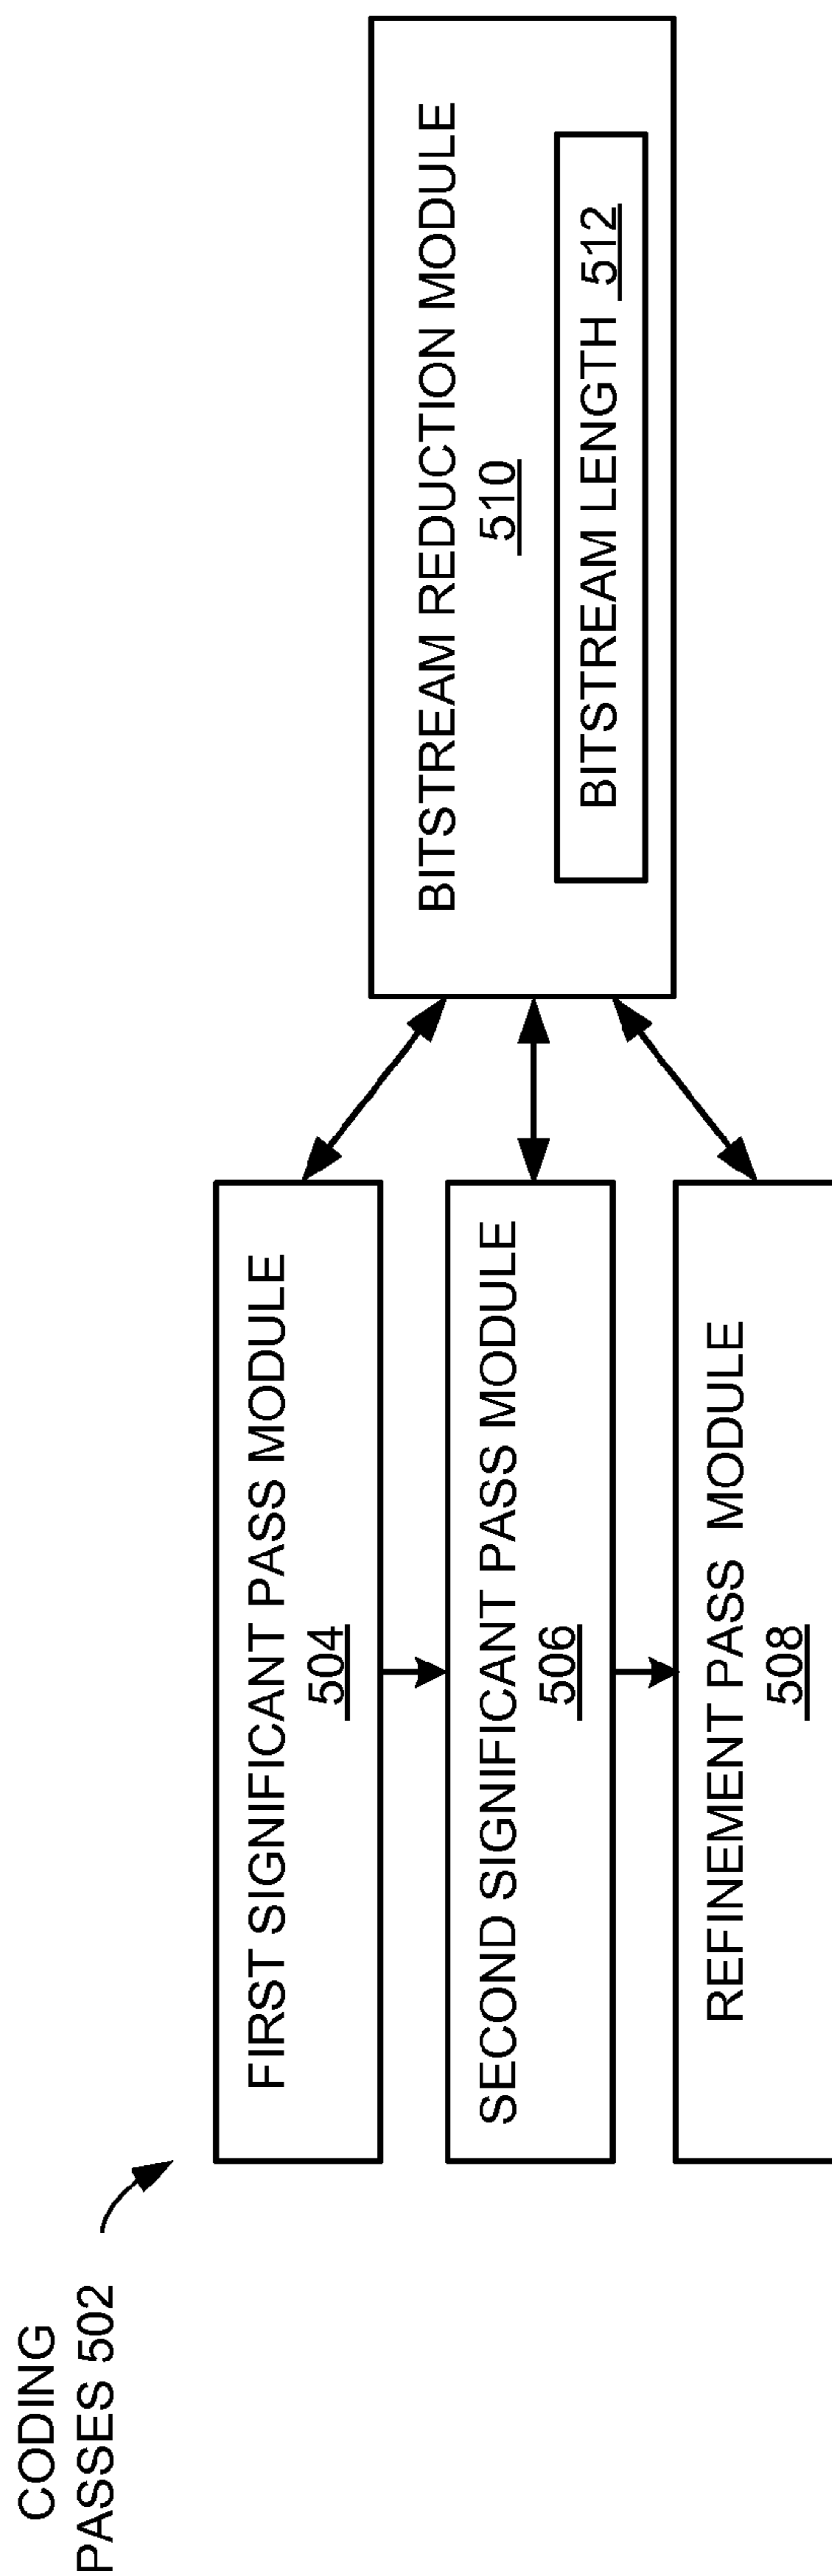 CODING
PASSES 502
FIRST SIGNIFICANT PASS MODULE
504
SECOND SIGNIFICANT PASS MODULE
506
REFINEMENT PASS MODULE
508
BITSTREAM REDUCTION MODULE
510
BITSTREAM LENGTH 512